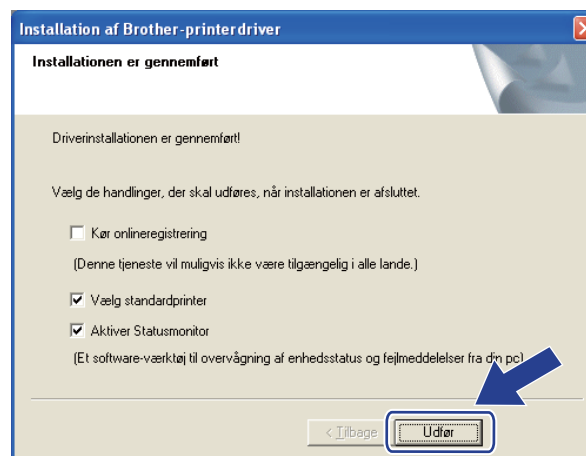 Installation af Brother-printerdriver
Installationen er gennemført
Driverinstallationen er gennemført!
Vælg de handlinger, der skal udføres, når installationen er afsluttet.
Kør onlineregistrering
(Denne tjeneste vil muligvis ikke være tilgængelig i alle lande.)
Vælg standardprinter
Aktiver Statusmonitor
(Et software-værktøj til overvågning af enhedsstatus og fejlmeddelelser fra din pc)
< Tilbage
Udfør